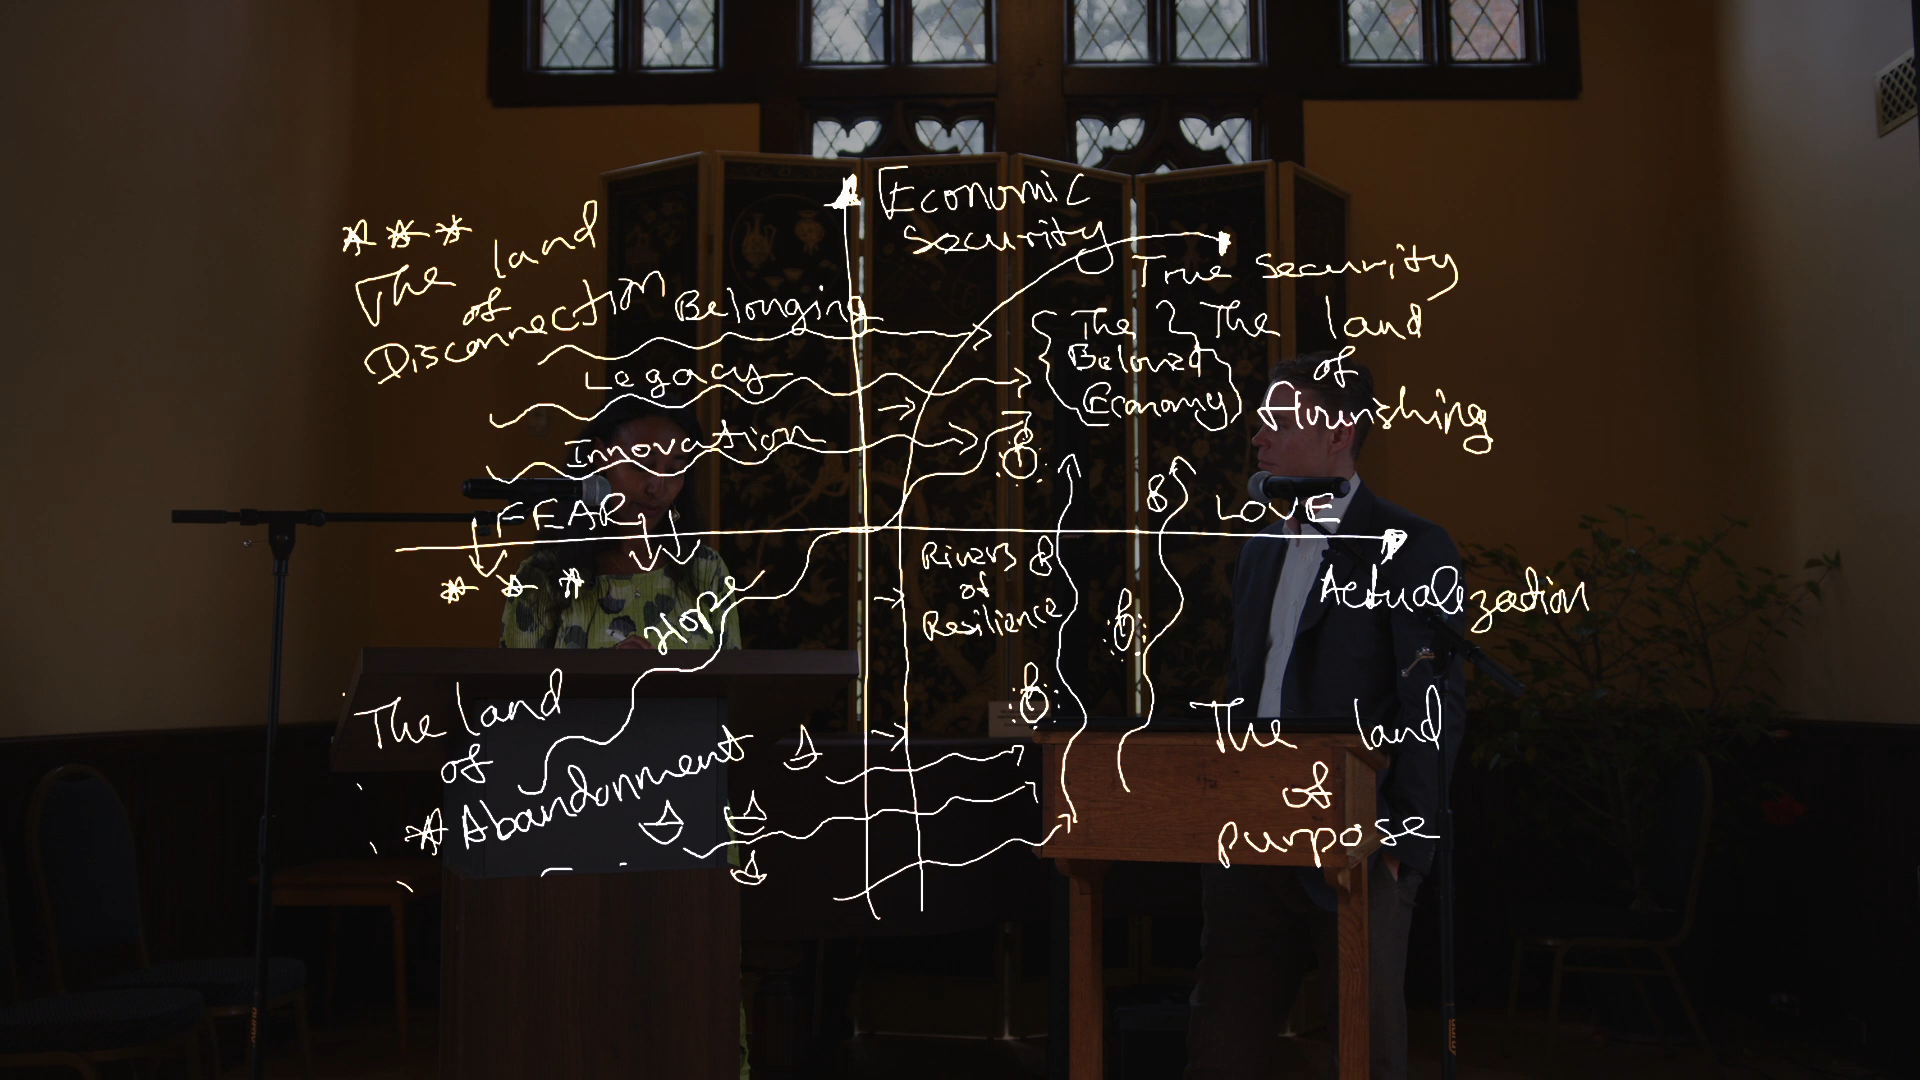 Economic
security
The land
of
Disconnection
Belonging
Legacy
Innovation
FEAR
True security
The
Beloved
Economy
The land
of
flourishing
LOVE
Actualization
Hope
Rivers
of
Resilience
The land
of
Abandonment
The land
of
purpose